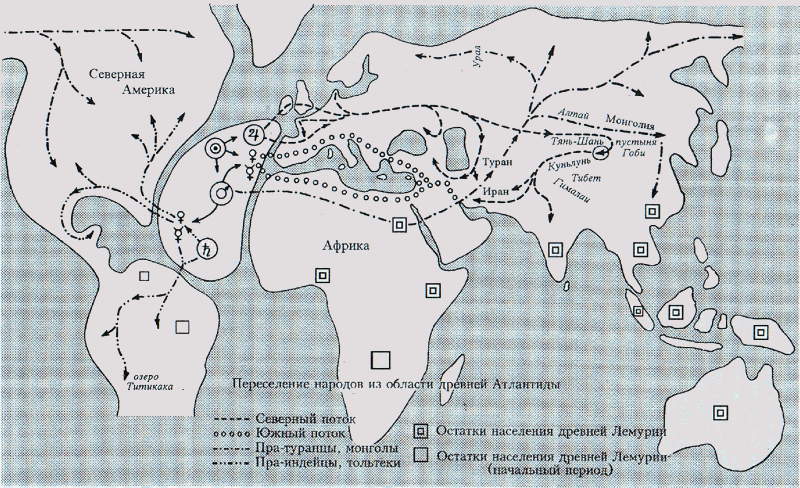 Северная
Америка
Урал
Алтай
Монголия
Тянь-Шань
пустыня
Гоби
Туран
Куньлунь
Тибет
Иран
Гималаи
Африка
озеро
Титикака
Переселение народов из области древней Атлантиды
Северный поток
Южный поток
Пра-туранцы, монголы
Пра-индейцы, тольтеки
Остатки населения древней Лемурии
Остатки населения древней Лемурии
(начальный период)